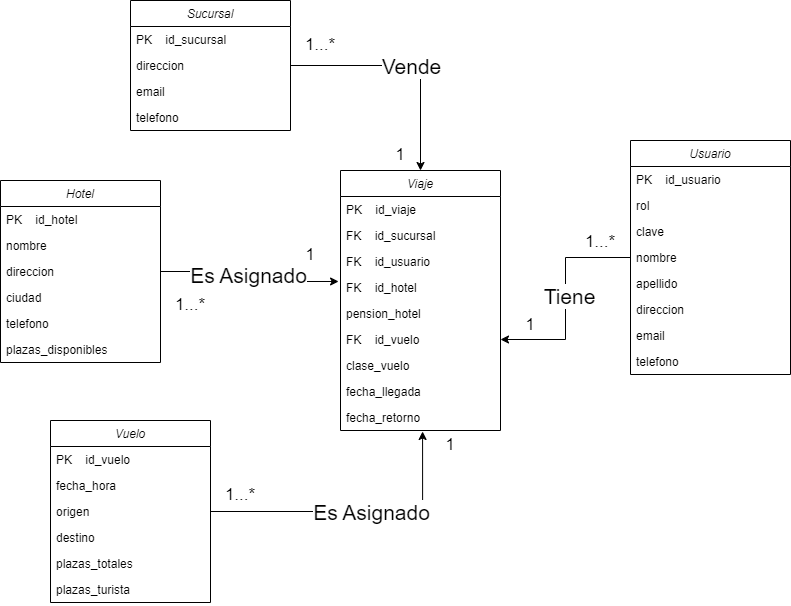 Sucursal
PK id_sucursal
direccion
email
telefono
1...*
Vende
1
Hotel
PK id_hotel
nombre
direccion
ciudad
telefono
plazas_disponibles
1
Es Asignado
1...*
Viaje
PK id_viaje
FK id_sucursal
FK id_usuario
FK id_hotel
pension_hotel
FK id_vuelo
clase_vuelo
fecha_llegada
fecha_retorno
Usuario
PK id_usuario
rol
clave
nombre
apellido
direccion
email
telefono
1...*
Tiene
1
Vuelo
PK id_vuelo
fecha_hora
origen
destino
plazas_totales
plazas_turista
1...*
Es Asignado
1